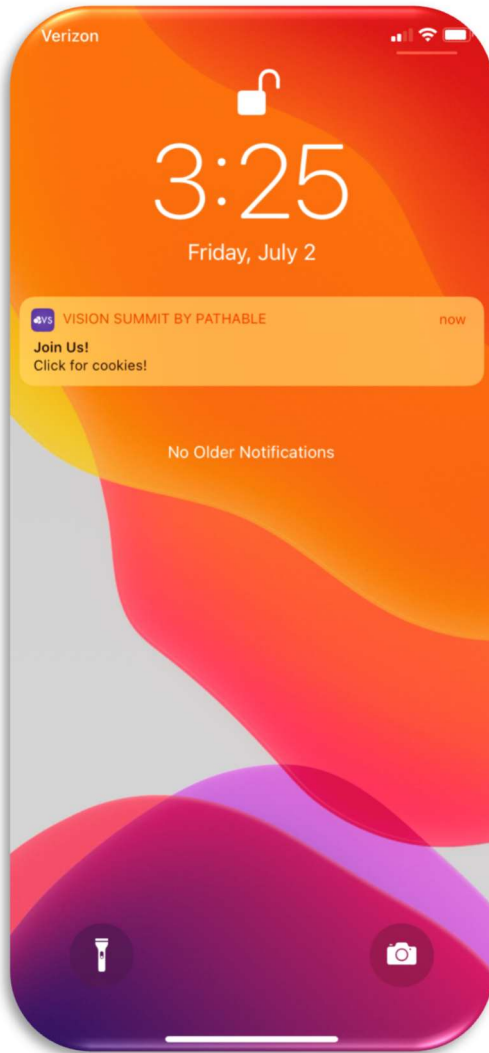 Verizon
3:25
Friday, July 2
VS VISION SUMMIT BY PATHABLE now
Join Us!
Click for cookies!
No Older Notifications